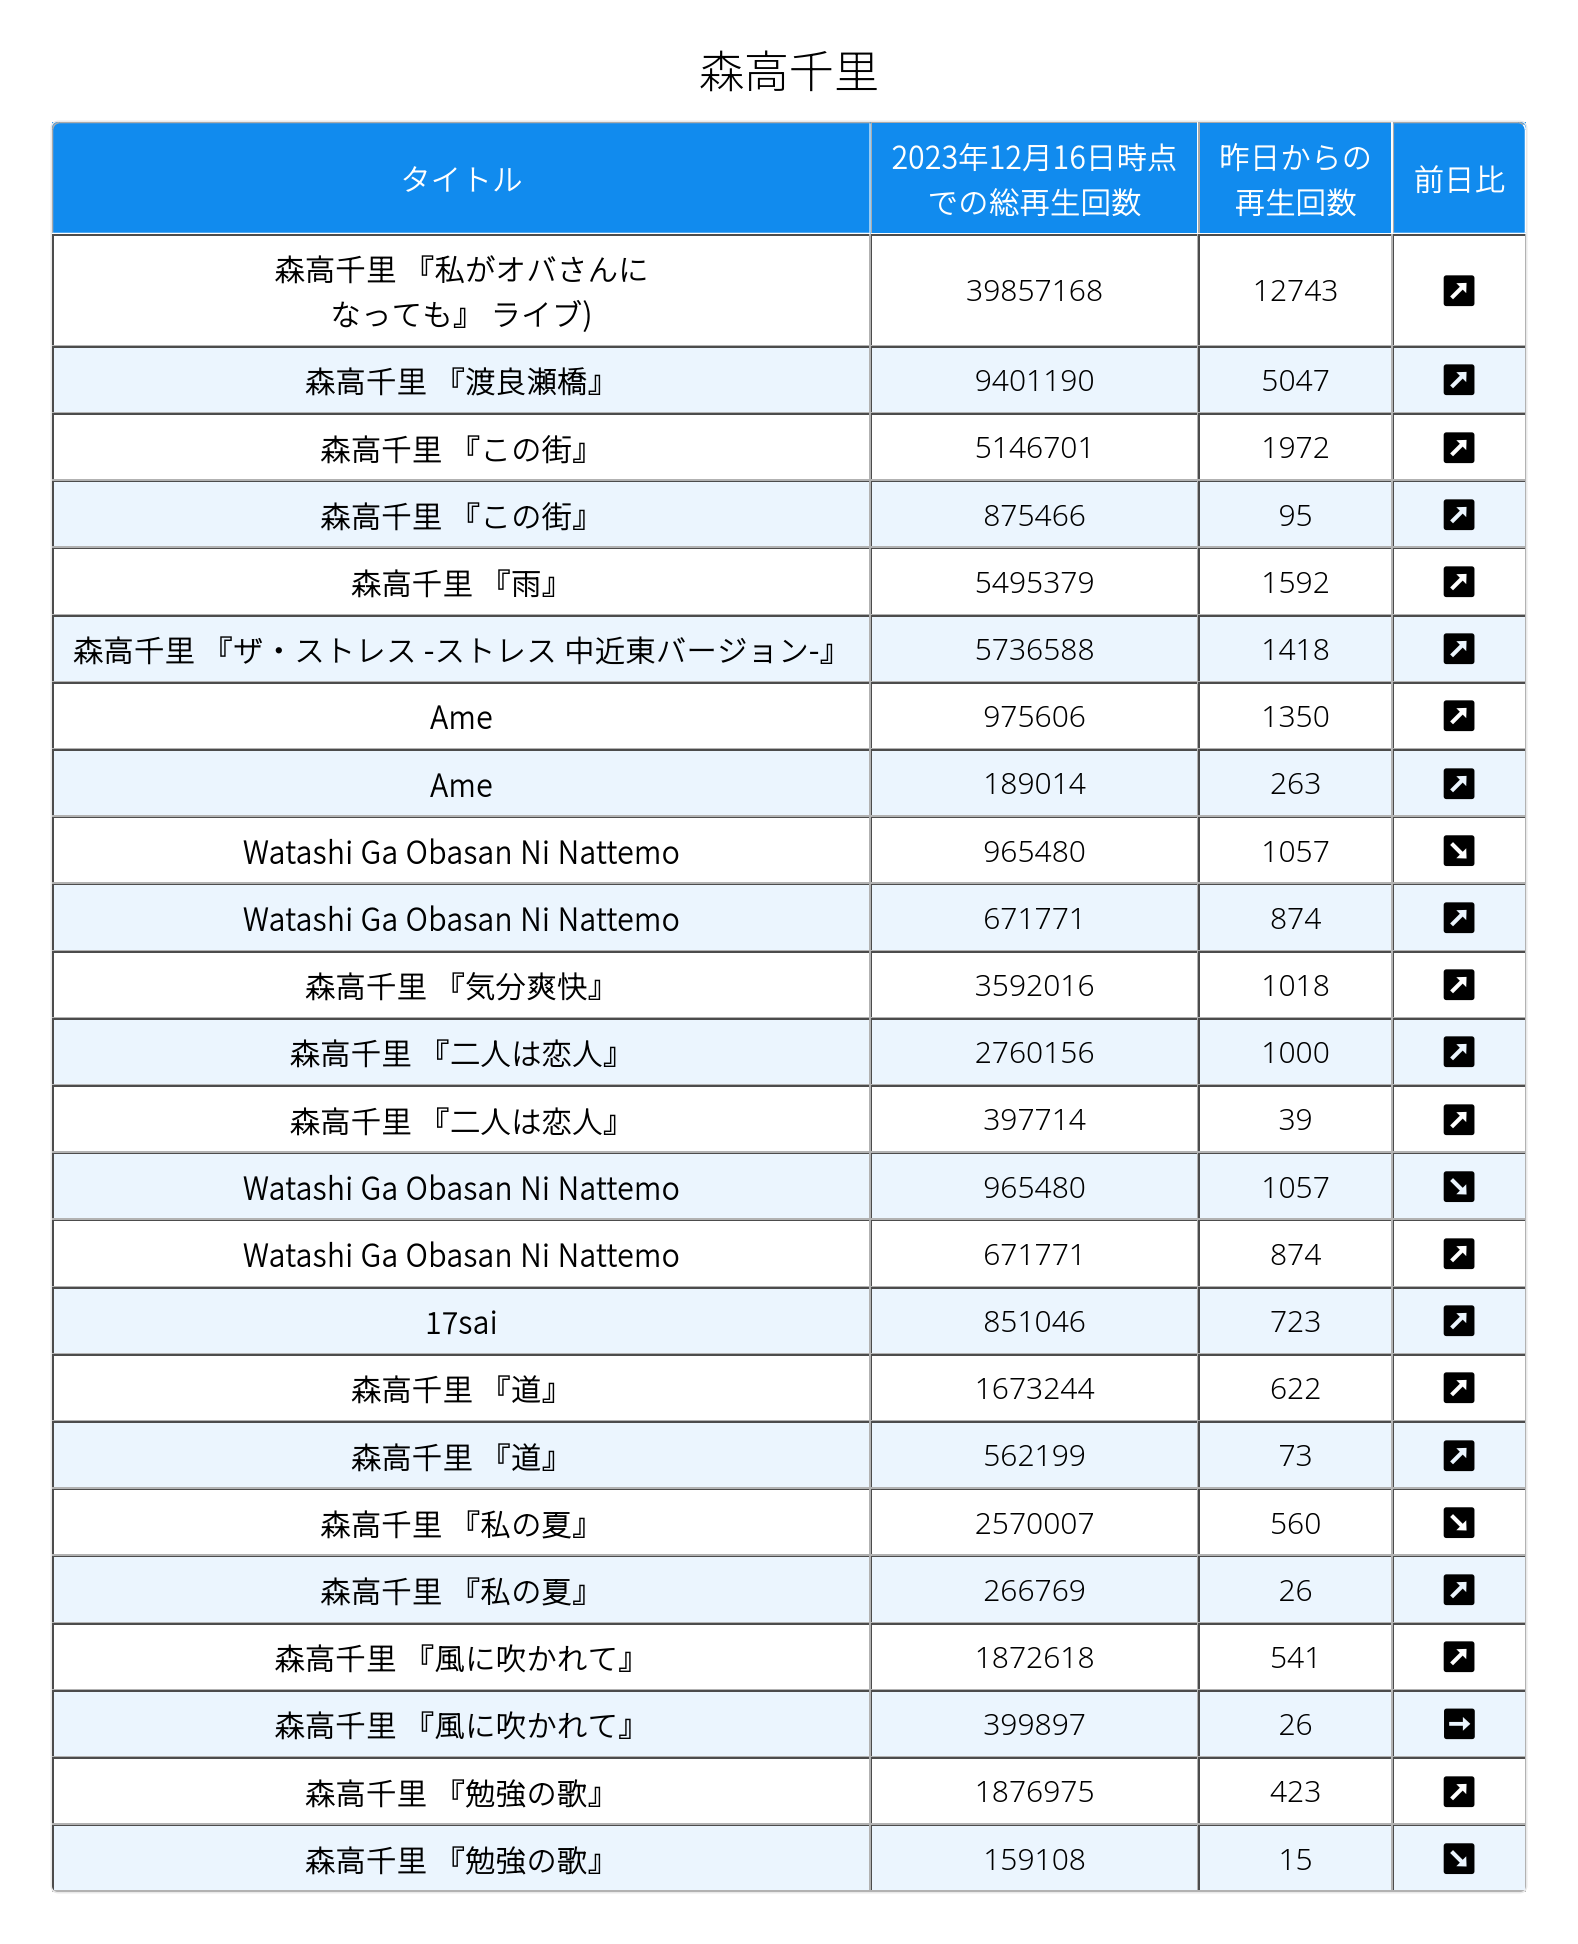 森高千里
タイトル
2023年12月16日時点
での総再生回数
昨日からの
再生回数
前日比
森高千里 『私がオバさんに
なっても』 ライブ)
39857168 12743
森高千里 『渡良瀬橋』 9401190 5047
森高千里 『この街』 5146701 1972
森高千里 『この街』 875466 95
森高千里 『雨』 5495379 1592
森高千里 『ザ・ストレス -ストレス 中近東バージョン-』 5736588 1418
Ame 975606 1350
Ame 189014 263
Watashi Ga Obasan Ni Nattemo 965480 1057
Watashi Ga Obasan Ni Nattemo 671771 874
森高千里 『気分爽快』 3592016 1018
森高千里 『二人は恋人』 2760156 1000
森高千里 『二人は恋人』 397714 39
Watashi Ga Obasan Ni Nattemo 965480 1057
Watashi Ga Obasan Ni Nattemo 671771 874
17sai 851046 723
森高千里 『道』 1673244 622
森高千里 『道』 562199 73
森高千里 『私の夏』 2570007 560
森高千里 『私の夏』 266769 26
森高千里 『風に吹かれて』 1872618 541
森高千里 『風に吹かれて』 399897 26
森高千里 『勉強の歌』 1876975 423
森高千里 『勉強の歌』 159108 15